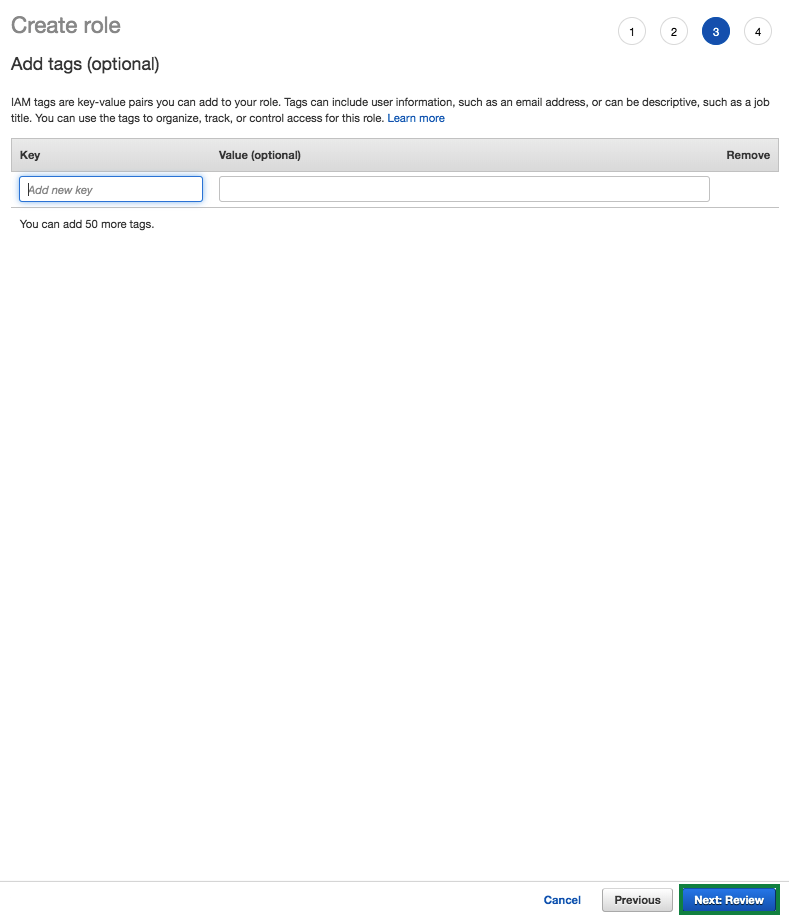 Create role
1 2 3 4
Add tags (optional)
IAM tags are key-value pairs you can add to your role. Tags can include user information, such as an email address, or can be descriptive, such as a job
title. You can use the tags to organize, track, or control access for this role. Learn more
Key Value (optional) Remove
Add new key
You can add 50 more tags.
Cancel Previous Next: Review